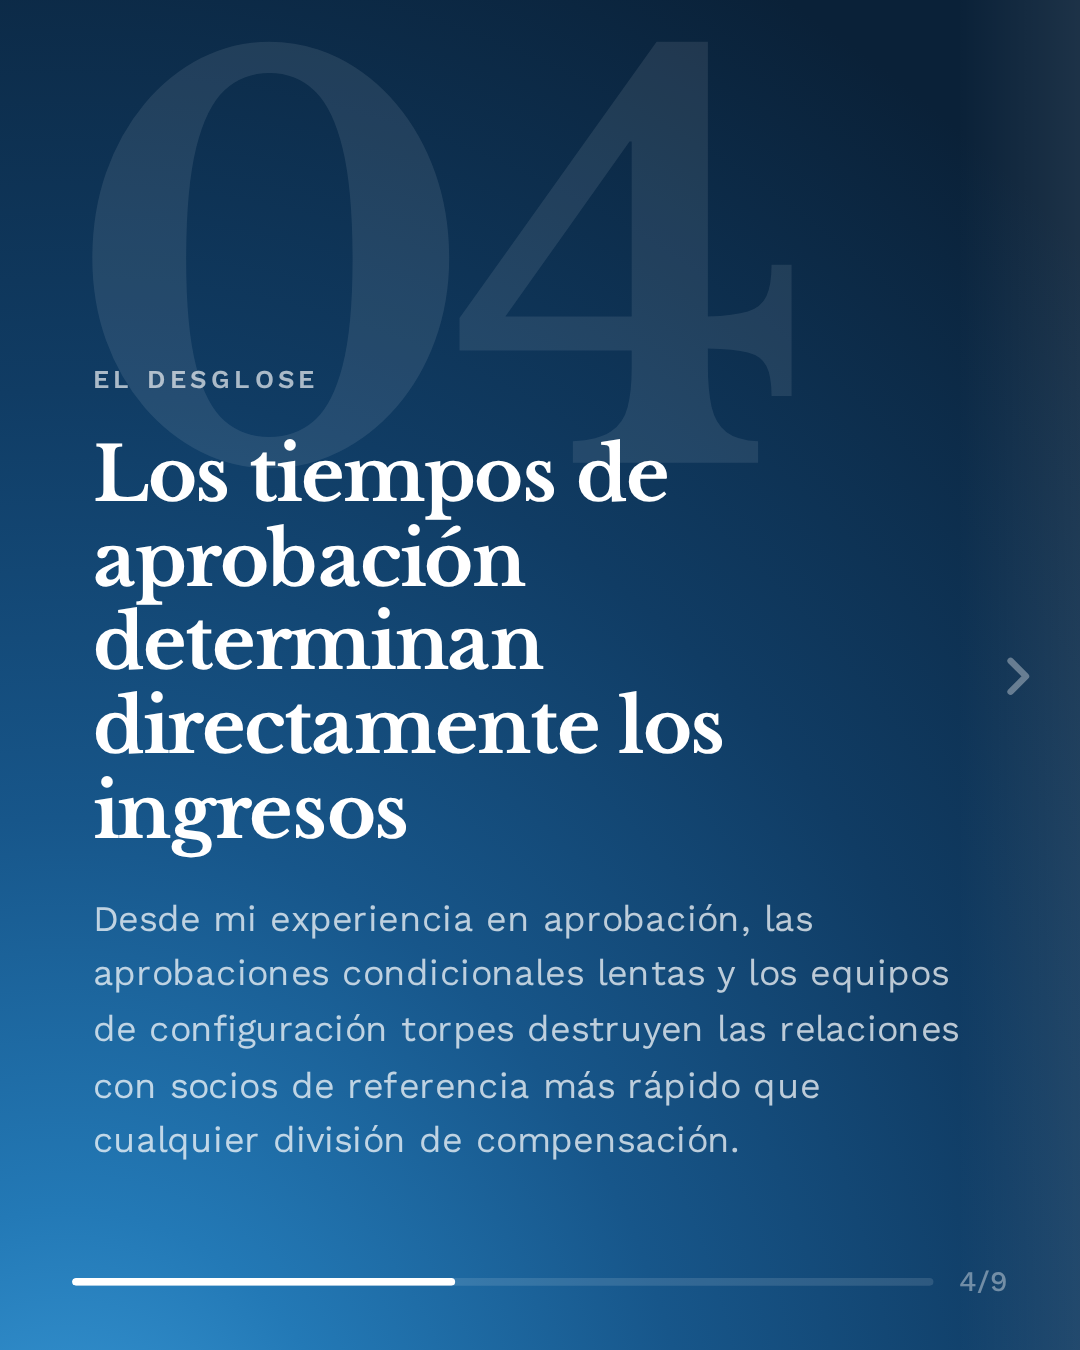 04
EL DESGLOSE
Los tiempos de
aprobación
determinan
directamente los
ingresos
Desde mi experiencia en aprobación, las
aprobaciones condicionales lentas y los equipos
de configuración torpes destruyen las relaciones
con socios de referencia más rápido que
cualquier división de compensación.
4/9